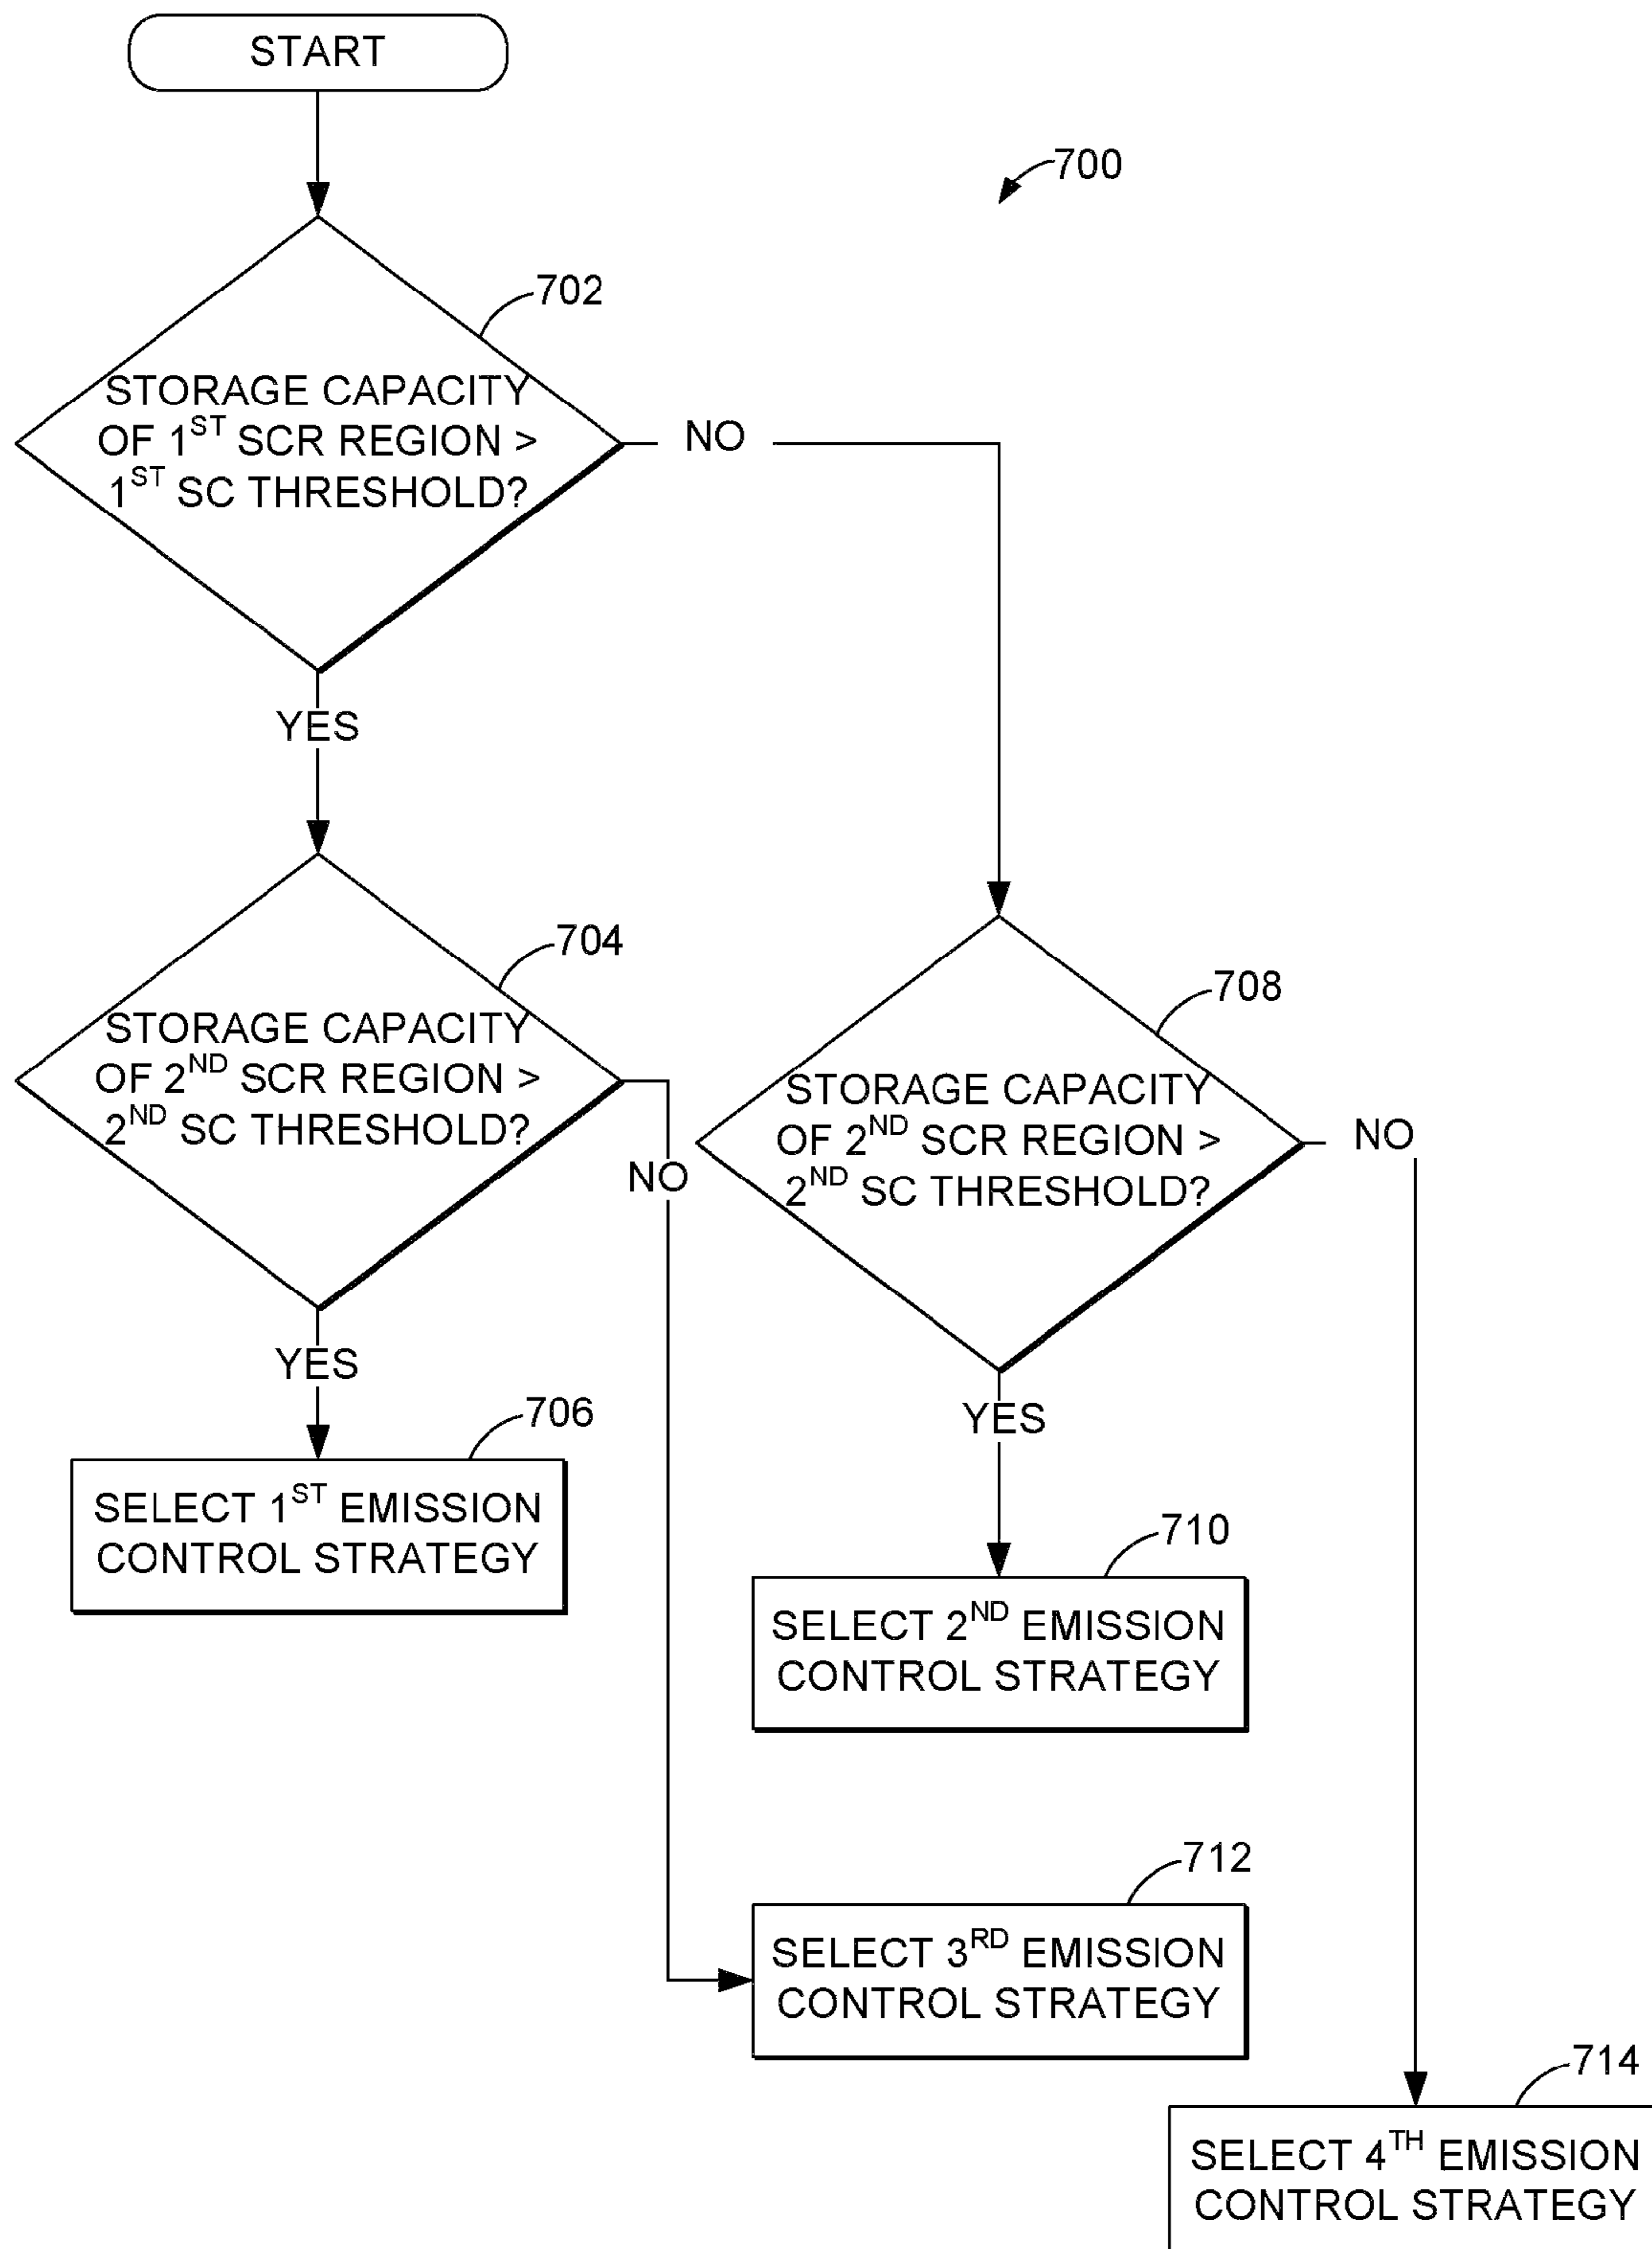 START
700
702
STORAGE CAPACITY
OF 1ST SCR REGION >
1ST SC THRESHOLD?
NO
YES
704
STORAGE CAPACITY
OF 2ND SCR REGION >
2ND SC THRESHOLD?
NO
YES
708
STORAGE CAPACITY
OF 2ND SCR REGION >
2ND SC THRESHOLD?
NO
YES
706
SELECT 1ST EMISSION
CONTROL STRATEGY
710
SELECT 2ND EMISSION
CONTROL STRATEGY
712
SELECT 3RD EMISSION
CONTROL STRATEGY
714
SELECT 4TH EMISSION
CONTROL STRATEGY